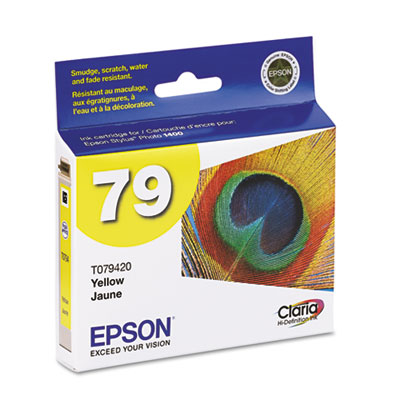 Smudge, scratch, water and
fade resistant.
Résistant au maculage,
aux égratignures, à
l'eau et à la décoloration.
EPSON
Ink cartridge for / Cartouche d'encre pour:
Epson Stylus® Photo 1400
79
T079420
Yellow
Jaune
EPSON®
EXCEED YOUR VISION
Claria™
Hi-Definition Ink